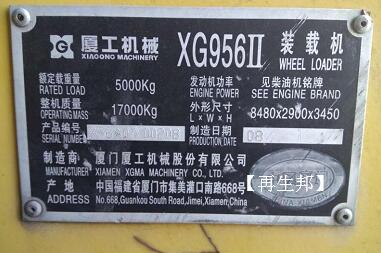 厦工机械
XIAGONG MACHINERY
XG956II
装载机
WHEEL LOADER
额定载重量
RATED LOAD
5000Kg
发动机功率
ENGINE POWER
见柴油机铭牌
SEE ENGINE BRAND
整机质量
OPERATING MASS
17000Kg
外形尺寸
L×W×H
8480x2900x3450
产品编号
SERIAL NUMBER
制造日期
PRODUCTION DATE
08
制造商: 厦门厦工机械股份有限公司
MFR: XIAMEN XGMA MACHINERY CO., LTD.
产地 中国福建省厦门市集美灌口南路668号
ADDRESS No.668,Guankou South Road,Jimei,Xiamen,China
【再生邦】